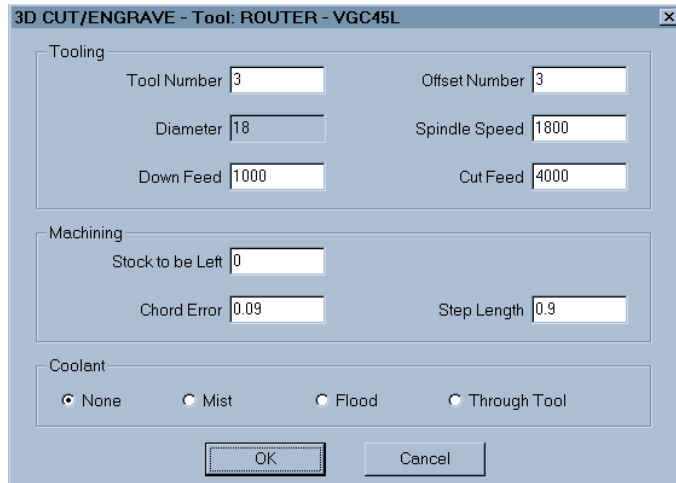 3D CUT/ENGRAVE - Tool: ROUTER - VGC45L
Tooling
Tool Number 3 Offset Number 3
Diameter 18 Spindle Speed 1800
Down Feed 1000 Cut Feed 4000
Machining
Stock to be Left 0
Chord Error 0.09 Step Length 0.9
Coolant
None Mist Flood Through Tool
OK Cancel